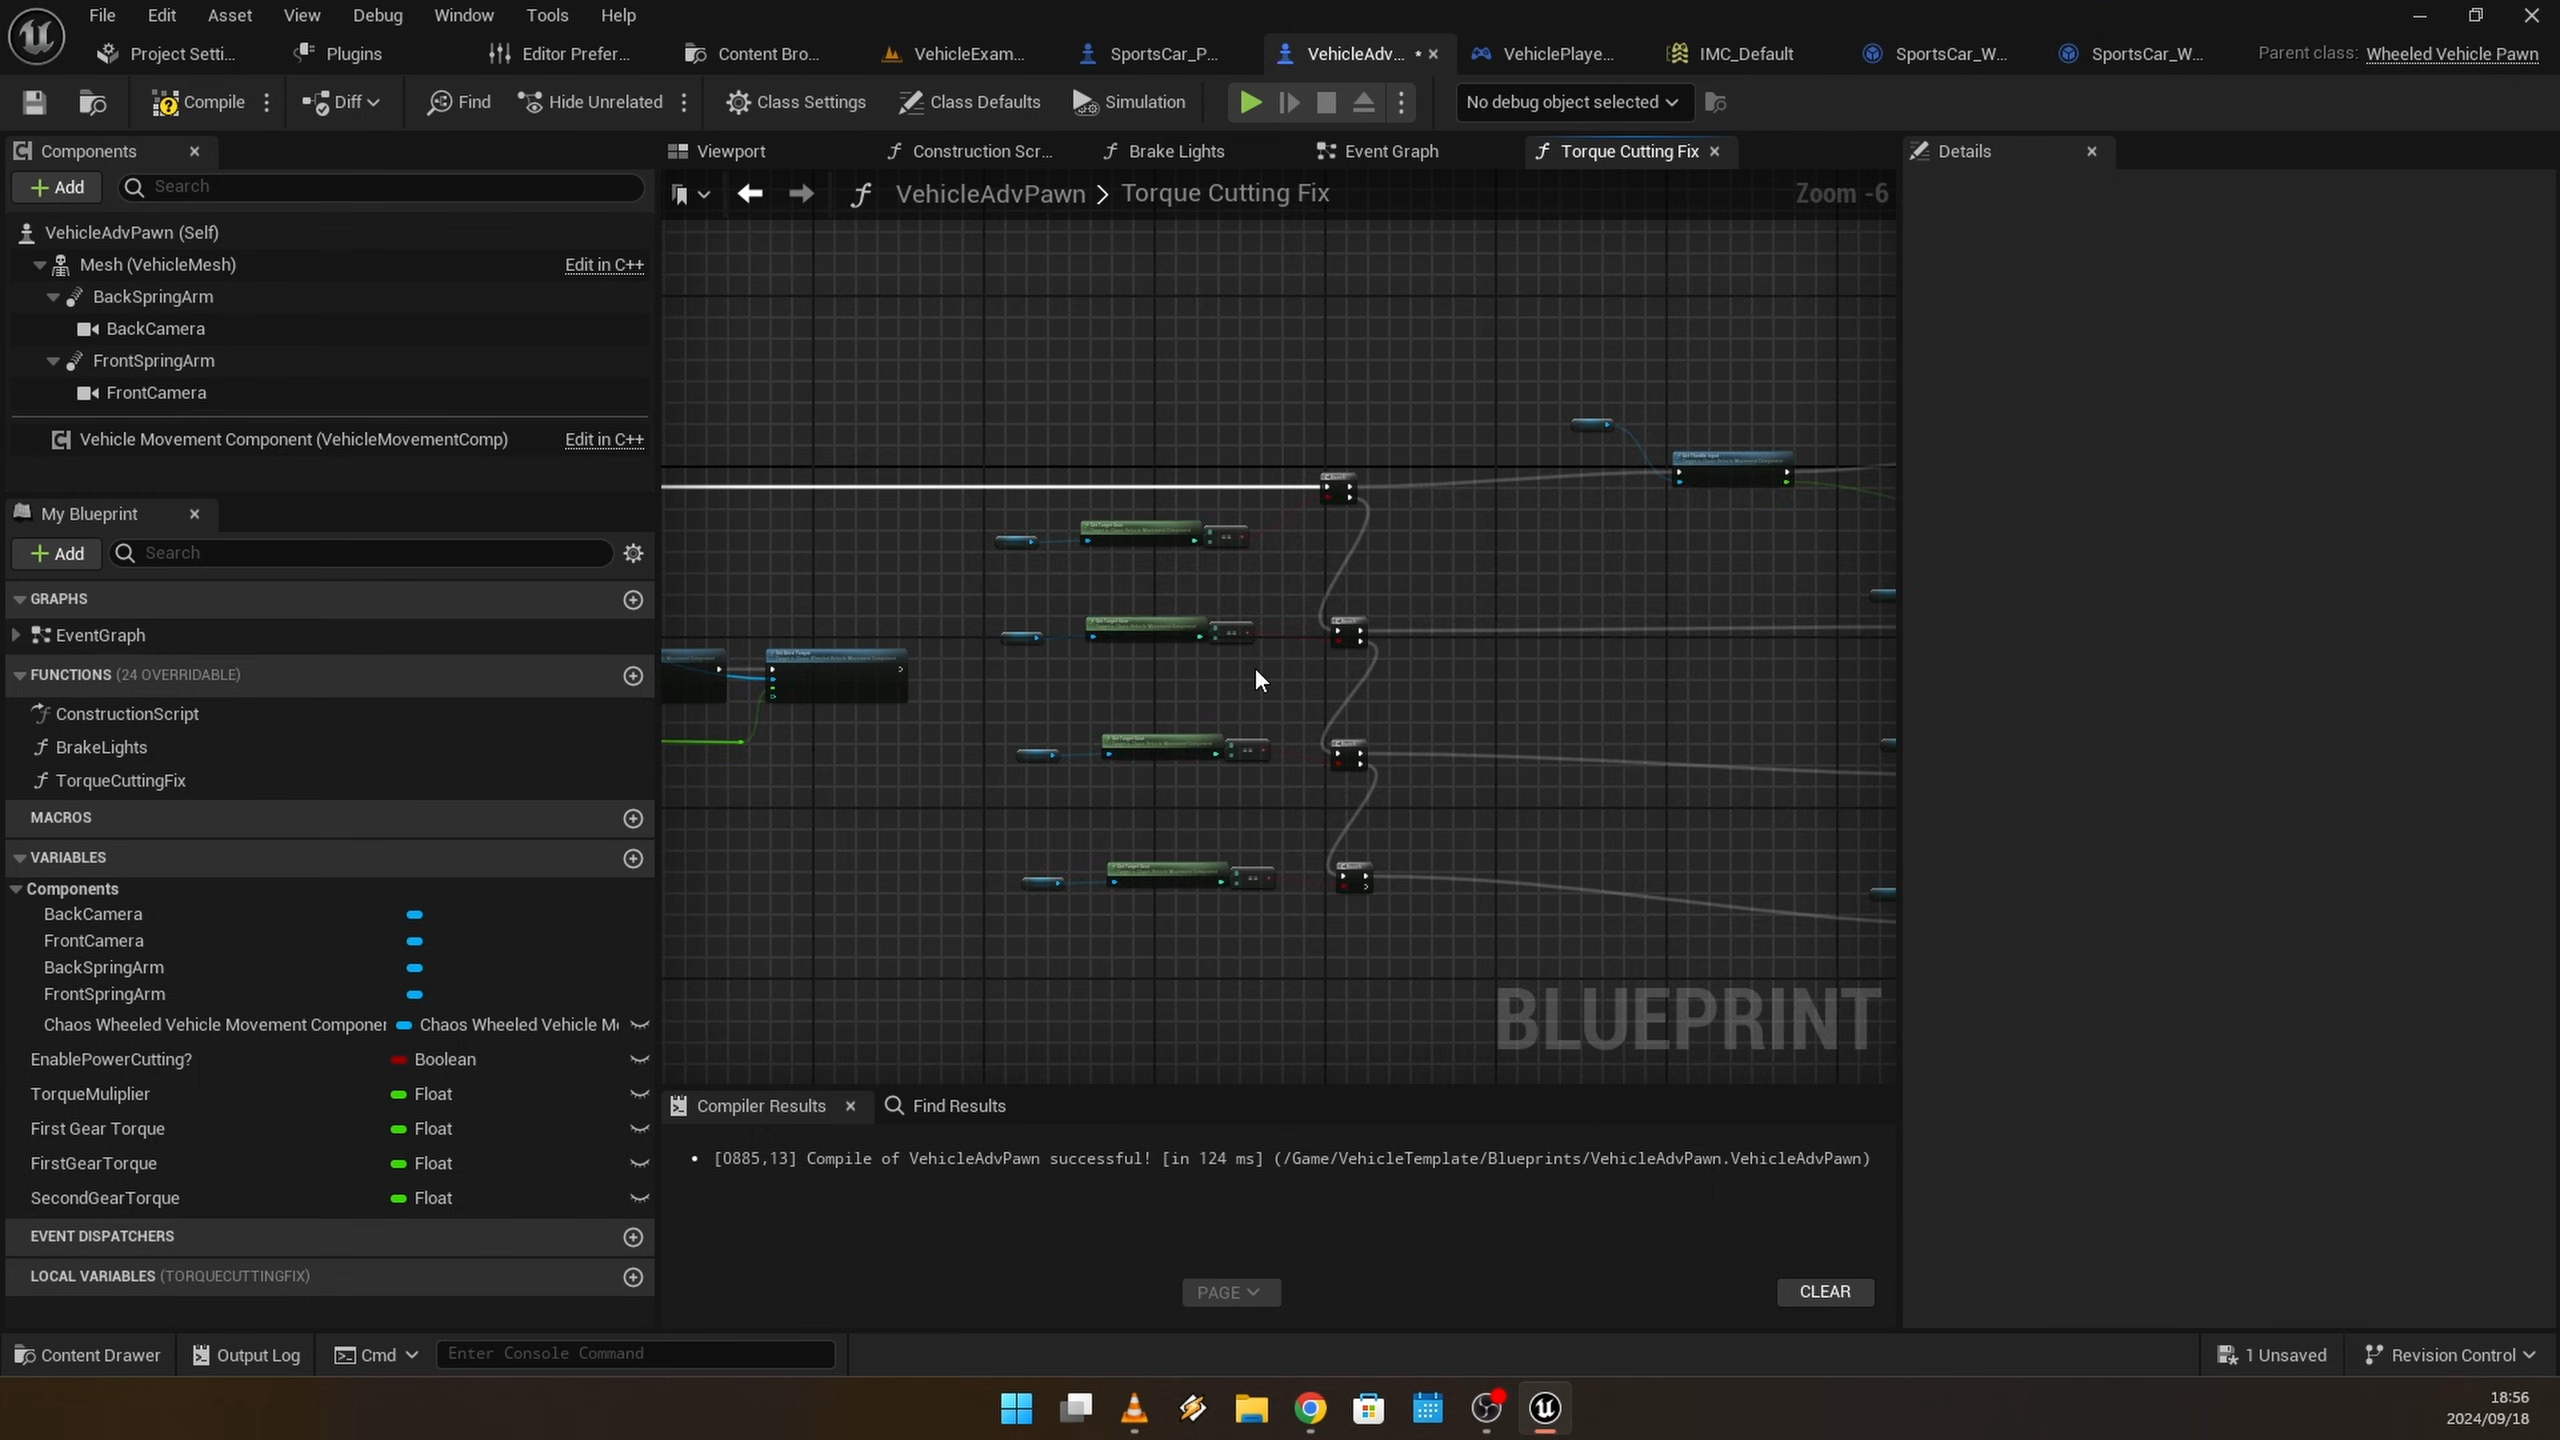 File Edit Asset View Debug Window Tools Help
Project Setti... Plugins Editor Prefer... Content Bro... VehicleExam... SportsCar_P... VehicleAdv... * VehiclePlaye... IMC_Default SportsCar_W... SportsCar_W... Parent class: Wheeled Vehicle Pawn
Compile Diff Find Hide Unrelated Class Settings Class Defaults Simulation No debug object selected
Components Viewport Construction Scr... Brake Lights Event Graph Torque Cutting Fix Details
Add Search
VehicleAdvPawn > Torque Cutting Fix Zoom -6
VehicleAdvPawn (Self)
Mesh (VehicleMesh) Edit in C++
BackSpringArm
BackCamera
FrontSpringArm
FrontCamera
Vehicle Movement Component (VehicleMovementComp) Edit in C++
My Blueprint
Add Search
GRAPHS
EventGraph
FUNCTIONS (24 OVERRIDABLE)
ConstructionScript
BrakeLights
TorqueCuttingFix
MACROS
VARIABLES
Components
BackCamera
FrontCamera
BackSpringArm
FrontSpringArm
Chaos Wheeled Vehicle Movement Componer Chaos Wheeled Vehicle M
EnablePowerCutting? Boolean
TorqueMuliplier Float
First Gear Torque Float
FirstGearTorque Float
SecondGearTorque Float
EVENT DISPATCHERS
LOCAL VARIABLES (TORQUECUTTINGFIX)
BLUEPRINT
Compiler Results Find Results
[0885,13] Compile of VehicleAdvPawn successful! [in 124 ms] (/Game/VehicleTemplate/Blueprints/VehicleAdvPawn.VehicleAdvPawn)
PAGE CLEAR
Content Drawer Output Log Cmd Enter Console Command 1 Unsaved Revision Control
18:56
2024/09/18